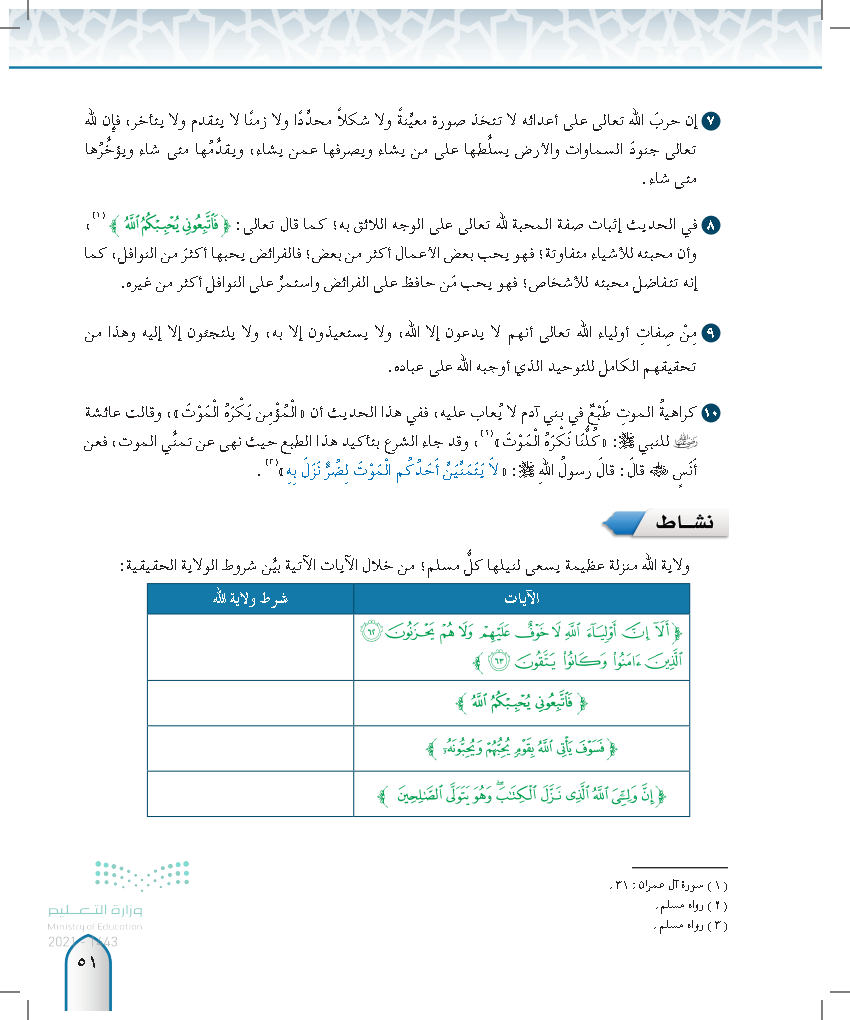 ٧ إن حربَ الله تعالى على أعدائه لا تتخذ صورة معيَّنةً ولا شكلاً محدَّدًا ولا زمنًا لا يتقدم ولا يتأخر، فإن لله
تعالى جنودَ السماوات والأرض يسلِّطها على من يشاء ويصرفها عمن يشاء، ويقدِّمُها متى شاء ويؤخِّرُها
متى شاء.
٨ في الحديث إثبات صفة المحبة لله تعالى على الوجه اللائق به؛ كما قال تعالى: ﴿ فَٱتَّبِعُونِي يُحۡبِبۡكُمُ ٱللَّهُ ﴾(١)،
وأن محبته للأشياء متفاوتة؛ فهو يحب بعض الأعمال أكثر من بعض؛ فالفرائض يحبها أكثرَ من النوافل، كما
إنه تتفاضل محبته للأشخاص؛ فهو يحب مَن حافظ على الفرائض واستمرَّ على النوافل أكثر من غيره.
٩ مِنْ صِفاتِ أولياء الله تعالى أنهم لا يدعون إلا الله، ولا يستعيذون إلا به، ولا يلتجئون إلا إليه وهذا من
تحقيقهم الكامل للتوحيد الذي أوجبه الله على عباده.
١٠ كراهيةُ الموتِ طَبْعٌ في بني آدم لا يُعاب عليه، ففي هذا الحديث أن «الْمُؤْمِن يَكْرَهُ الْمَوْتَ»، وقالت عائشة
رضي الله عنها للنبي ﷺ: «كُلُّنَا نَكْرَهُ الْمَوْتَ»(١)، وقد جاء الشرع بتأكيد هذا الطبع حيث نهى عن تمنِّي الموت، فعن
أنَسٍ رضي الله عنه قالَ: قالَ رسولُ اللهِ ﷺ: «لَا يَتَمَنَّيَنَّ أَحَدُكُم الْمَوْتَ لِضُرٍّ نَزَلَ بِهِ»(٢).
نشـاط
ولاية الله منزلة عظيمة يسعى لنيلها كلُّ مسلم؛ من خلال الآيات الآتية بيِّن شروط الولاية الحقيقية:
الآيات شرط ولاية الله
﴿ أَلَآ إِنَّ أَوۡلِيَآءَ ٱللَّهِ لَا خَوۡفٌ عَلَيۡهِمۡ وَلَا هُمۡ يَحۡزَنُونَ ٦٢
ٱلَّذِينَ ءَامَنُواْ وَكَانُواْ يَتَّقُونَ ٦٣ ﴾
﴿ فَٱتَّبِعُونِي يُحۡبِبۡكُمُ ٱللَّهُ ﴾
﴿ فَسَوۡفَ يَأۡتِي ٱللَّهُ بِقَوۡمٖ يُحِبُّهُمۡ وَيُحِبُّونَهُۥٓ ﴾
﴿ إِنَّ وَلِـِّۧيَ ٱللَّهُ ٱلَّذِي نَزَّلَ ٱلۡكِتَٰبَۖ وَهُوَ يَتَوَلَّى ٱلصَّٰلِحِينَ ﴾
(١) سورة آل عمران: ٣١.
(٢) رواه مسلم.
(٣) رواه مسلم.
وزارة التعليم
Ministry of Education
2021 - 1443
٥١